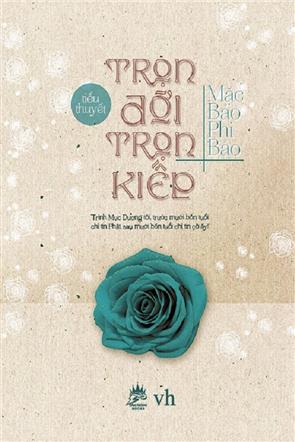 tiểu thuyết
TRỌN
ĐỜI
TRỌN
KIẾP
Mặc
Bảo
Phi
Bảo
Trình Mục Dương tôi, trước mười bốn tuổi
chỉ tin Phật, sau mười bốn tuổi chỉ tin cô ấy!
BOOKS
vh